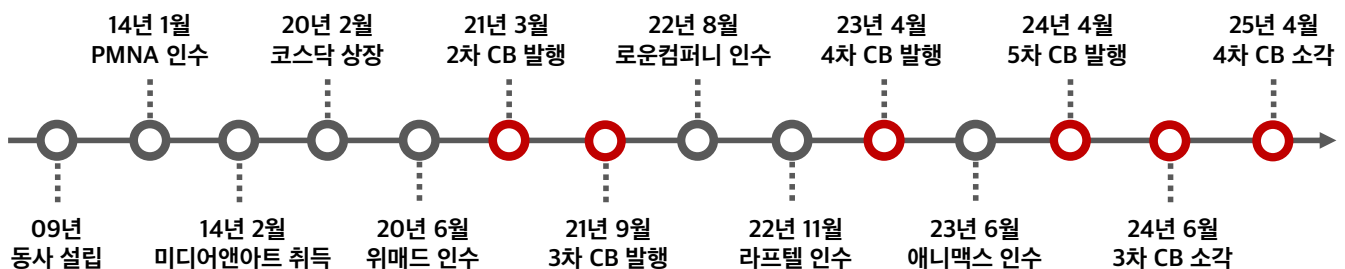 14년 1월
PMNA 인수
20년 2월
코스닥 상장
21년 3월
2차 CB 발행
22년 8월
로운컴퍼니 인수
23년 4월
4차 CB 발행
24년 4월
5차 CB 발행
25년 4월
4차 CB 소각
09년
동사 설립
14년 2월
미디어앤아트 취득
20년 6월
위매드 인수
21년 9월
3차 CB 발행
22년 11월
라프텔 인수
23년 6월
애니맥스 인수
24년 6월
3차 CB 소각